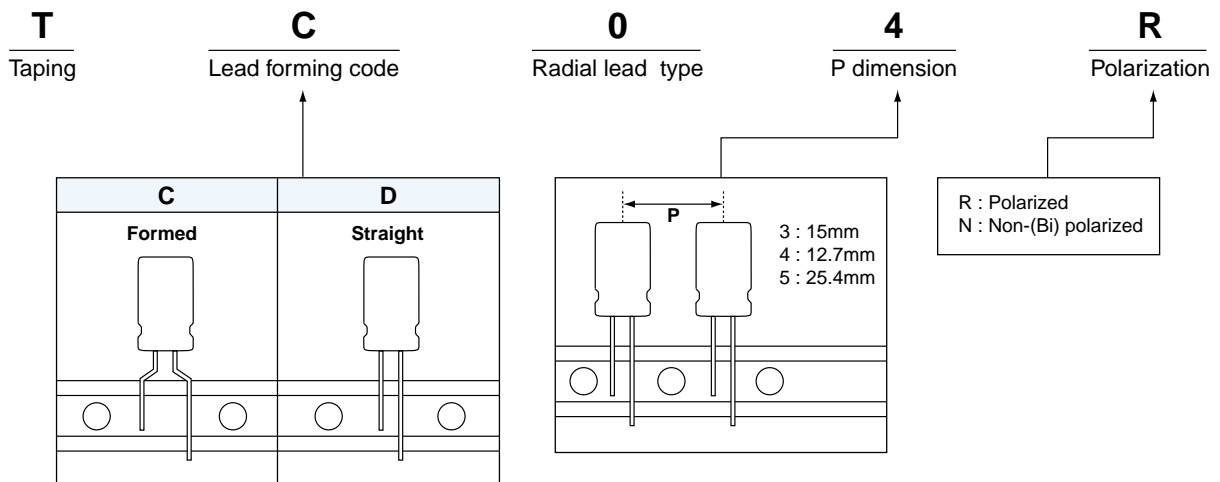 T C 0 4 R
Taping Lead forming code Radial lead type P dimension Polarization
C D
Formed Straight
P
3 : 15mm
4 : 12.7mm
5 : 25.4mm
R : Polarized
N : Non-(Bi) polarized